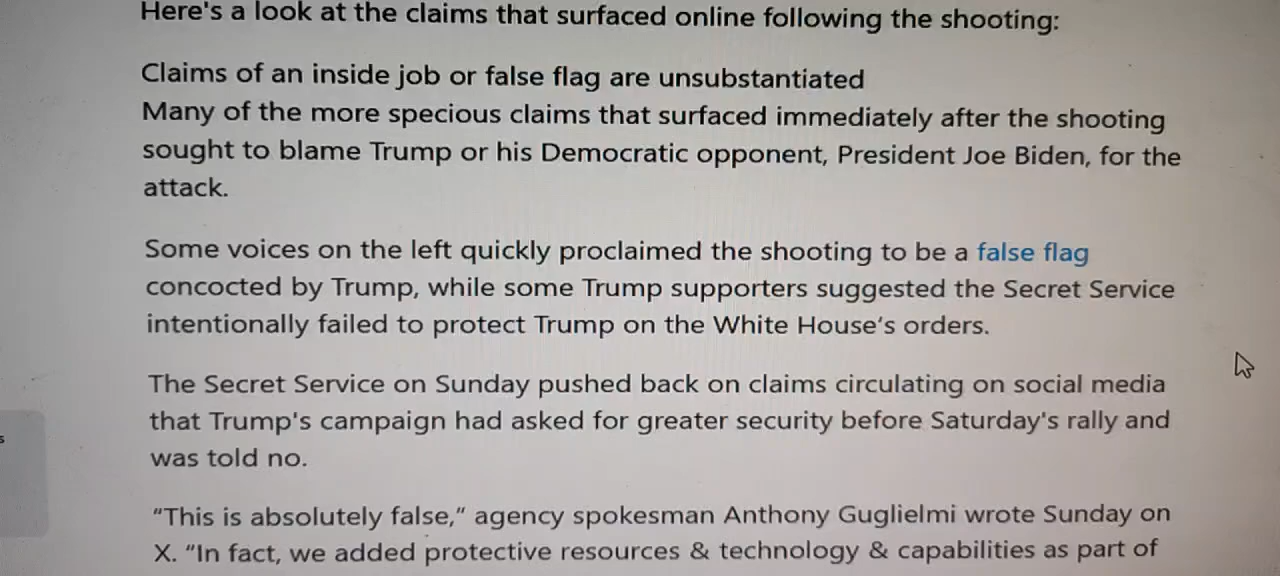 Here's a look at the claims that surfaced online following the shooting:
Claims of an inside job or false flag are unsubstantiated
Many of the more specious claims that surfaced immediately after the shooting
sought to blame Trump or his Democratic opponent, President Joe Biden, for the
attack.
Some voices on the left quickly proclaimed the shooting to be a false flag
concocted by Trump, while some Trump supporters suggested the Secret Service
intentionally failed to protect Trump on the White House's orders.
The Secret Service on Sunday pushed back on claims circulating on social media
that Trump's campaign had asked for greater security before Saturday's rally and
was told no.
s
“This is absolutely false,” agency spokesman Anthony Guglielmi wrote Sunday on
X. “In fact, we added protective resources & technology & capabilities as part of